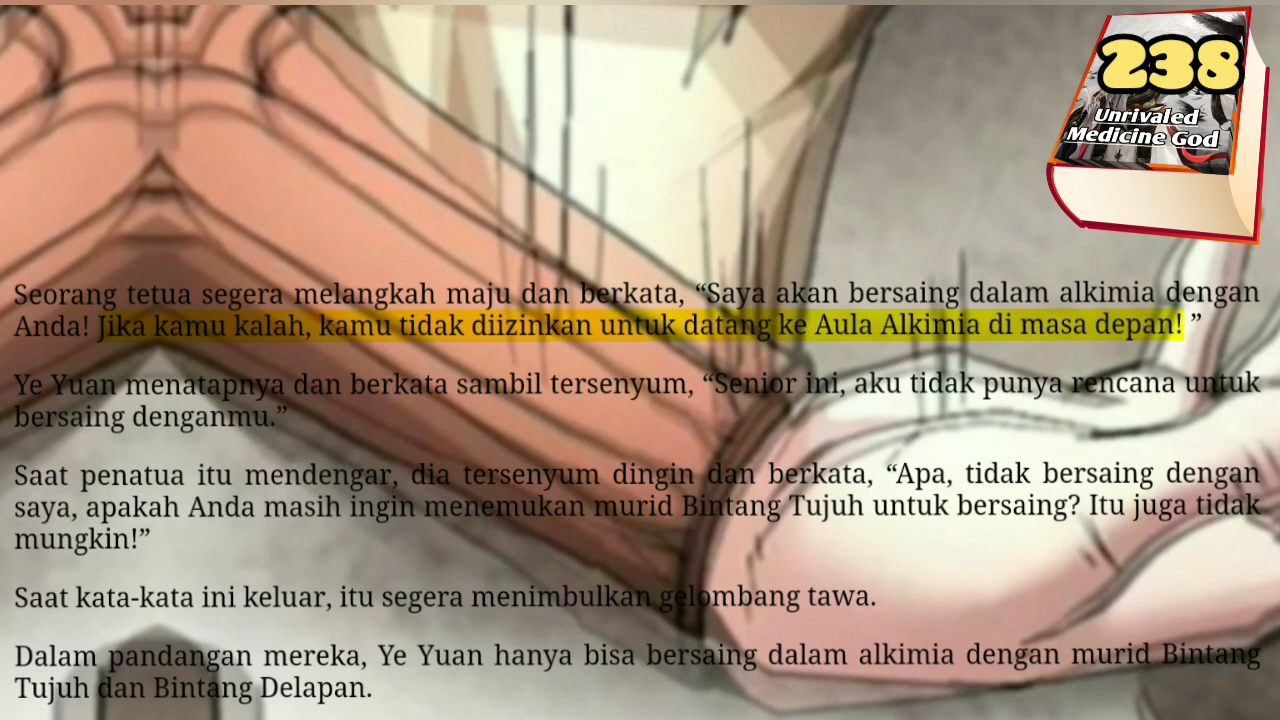 238
Unrivaled
Medicine God
Seorang tetua segera melangkah maju dan berkata, “Saya akan bersaing dalam alkimia dengan
Anda! Jika kamu kalah, kamu tidak diizinkan untuk datang ke Aula Alkimia di masa depan! ”
Ye Yuan menatapnya dan berkata sambil tersenyum, “Senior ini, aku tidak punya rencana untuk
bersaing denganmu.”
Saat penatua itu mendengar, dia tersenyum dingin dan berkata, “Apa, tidak bersaing dengan
saya, apakah Anda masih ingin menemukan murid Bintang Tujuh untuk bersaing? Itu juga tidak
mungkin!”
Saat kata-kata ini keluar, itu segera menimbulkan gelombang tawa.
Dalam pandangan mereka, Ye Yuan hanya bisa bersaing dalam alkimia dengan murid Bintang
Tujuh dan Bintang Delapan.